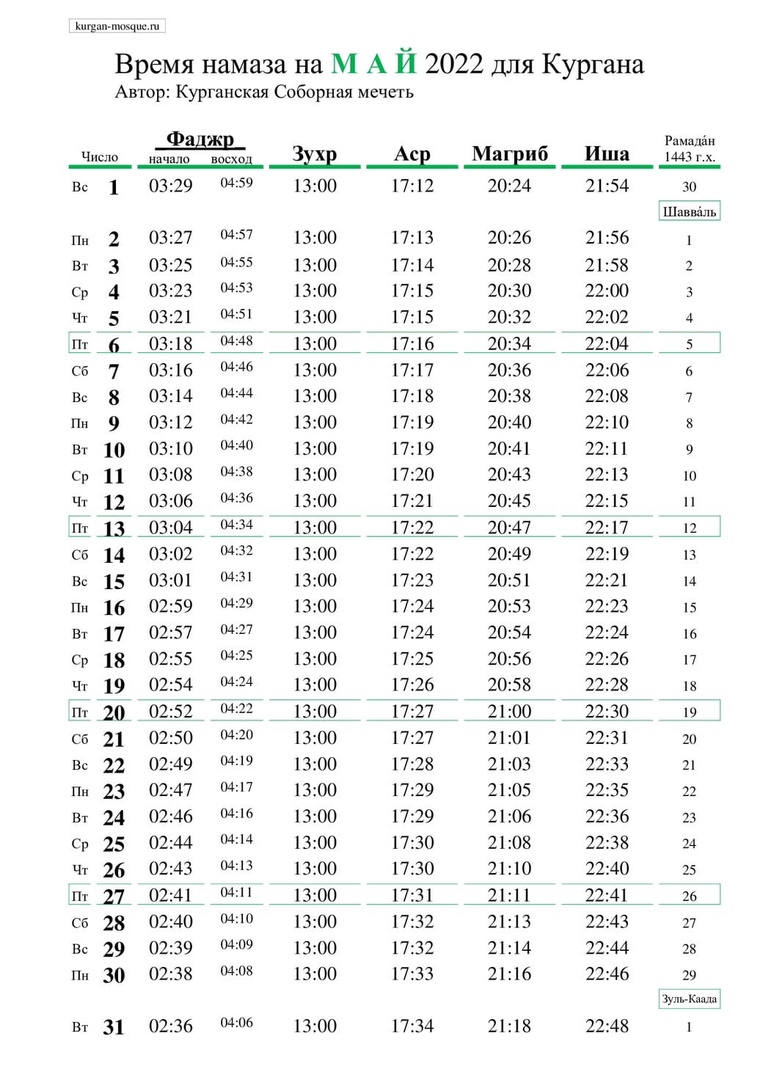 kurgan-mosque.ru
Время намаза на М А Й 2022 для Кургана
Автор: Курганская Соборная мечеть
Число Фаджр начало восход Зухр Аср Магриб Иша Рамадáн 1443 г.х.
Вс 1 03:29 04:59 13:00 17:12 20:24 21:54 30
Шаввáль
Пн 2 03:27 04:57 13:00 17:13 20:26 21:56 1
Вт 3 03:25 04:55 13:00 17:14 20:28 21:58 2
Ср 4 03:23 04:53 13:00 17:15 20:30 22:00 3
Чт 5 03:21 04:51 13:00 17:15 20:32 22:02 4
Пт 6 03:18 04:48 13:00 17:16 20:34 22:04 5
Сб 7 03:16 04:46 13:00 17:17 20:36 22:06 6
Вс 8 03:14 04:44 13:00 17:18 20:38 22:08 7
Пн 9 03:12 04:42 13:00 17:19 20:40 22:10 8
Вт 10 03:10 04:40 13:00 17:19 20:41 22:11 9
Ср 11 03:08 04:38 13:00 17:20 20:43 22:13 10
Чт 12 03:06 04:36 13:00 17:21 20:45 22:15 11
Пт 13 03:04 04:34 13:00 17:22 20:47 22:17 12
Сб 14 03:02 04:32 13:00 17:22 20:49 22:19 13
Вс 15 03:01 04:31 13:00 17:23 20:51 22:21 14
Пн 16 02:59 04:29 13:00 17:24 20:53 22:23 15
Вт 17 02:57 04:27 13:00 17:24 20:54 22:24 16
Ср 18 02:55 04:25 13:00 17:25 20:56 22:26 17
Чт 19 02:54 04:24 13:00 17:26 20:58 22:28 18
Пт 20 02:52 04:22 13:00 17:27 21:00 22:30 19
Сб 21 02:50 04:20 13:00 17:27 21:01 22:31 20
Вс 22 02:49 04:19 13:00 17:28 21:03 22:33 21
Пн 23 02:47 04:17 13:00 17:29 21:05 22:35 22
Вт 24 02:46 04:16 13:00 17:29 21:06 22:36 23
Ср 25 02:44 04:14 13:00 17:30 21:08 22:38 24
Чт 26 02:43 04:13 13:00 17:30 21:10 22:40 25
Пт 27 02:41 04:11 13:00 17:31 21:11 22:41 26
Сб 28 02:40 04:10 13:00 17:32 21:13 22:43 27
Вс 29 02:39 04:09 13:00 17:32 21:14 22:44 28
Пн 30 02:38 04:08 13:00 17:33 21:16 22:46 29
Зуль-Каада
Вт 31 02:36 04:06 13:00 17:34 21:18 22:48 1